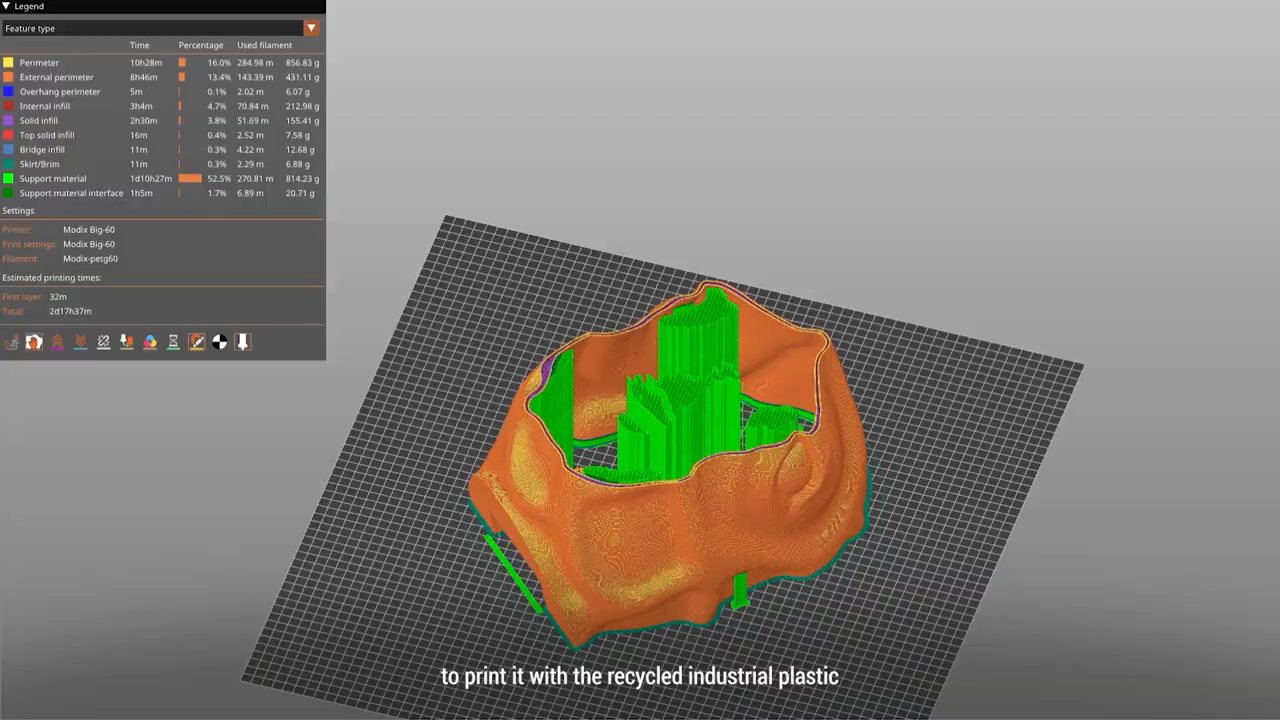 Legend
Feature type
Time Percentage Used filament
Perimeter 10h28m 16.0% 284.98 m 856.83 g
External perimeter 8h46m 13.4% 143.39 m 431.11 g
Overhang perimeter 5m 0.1% 2.02 m 6.07 g
Internal infill 3h4m 4.7% 70.84 m 212.98 g
Solid infill 2h30m 3.8% 51.69 m 155.41 g
Top solid infill 16m 0.4% 2.52 m 7.58 g
Bridge infill 11m 0.3% 4.22 m 12.68 g
Skirt/Brim 11m 0.3% 2.29 m 6.88 g
Support material 1d10h27m 52.5% 270.81 m 814.23 g
Support material interface 1h5m 1.7% 6.89 m 20.71 g
Settings
Printer: Modix Big-60
Print settings: Modix Big-60
Filament: Modix-petg60
Estimated printing times:
First layer: 32m
Total: 2d17h37m
to print it with the recycled industrial plastic